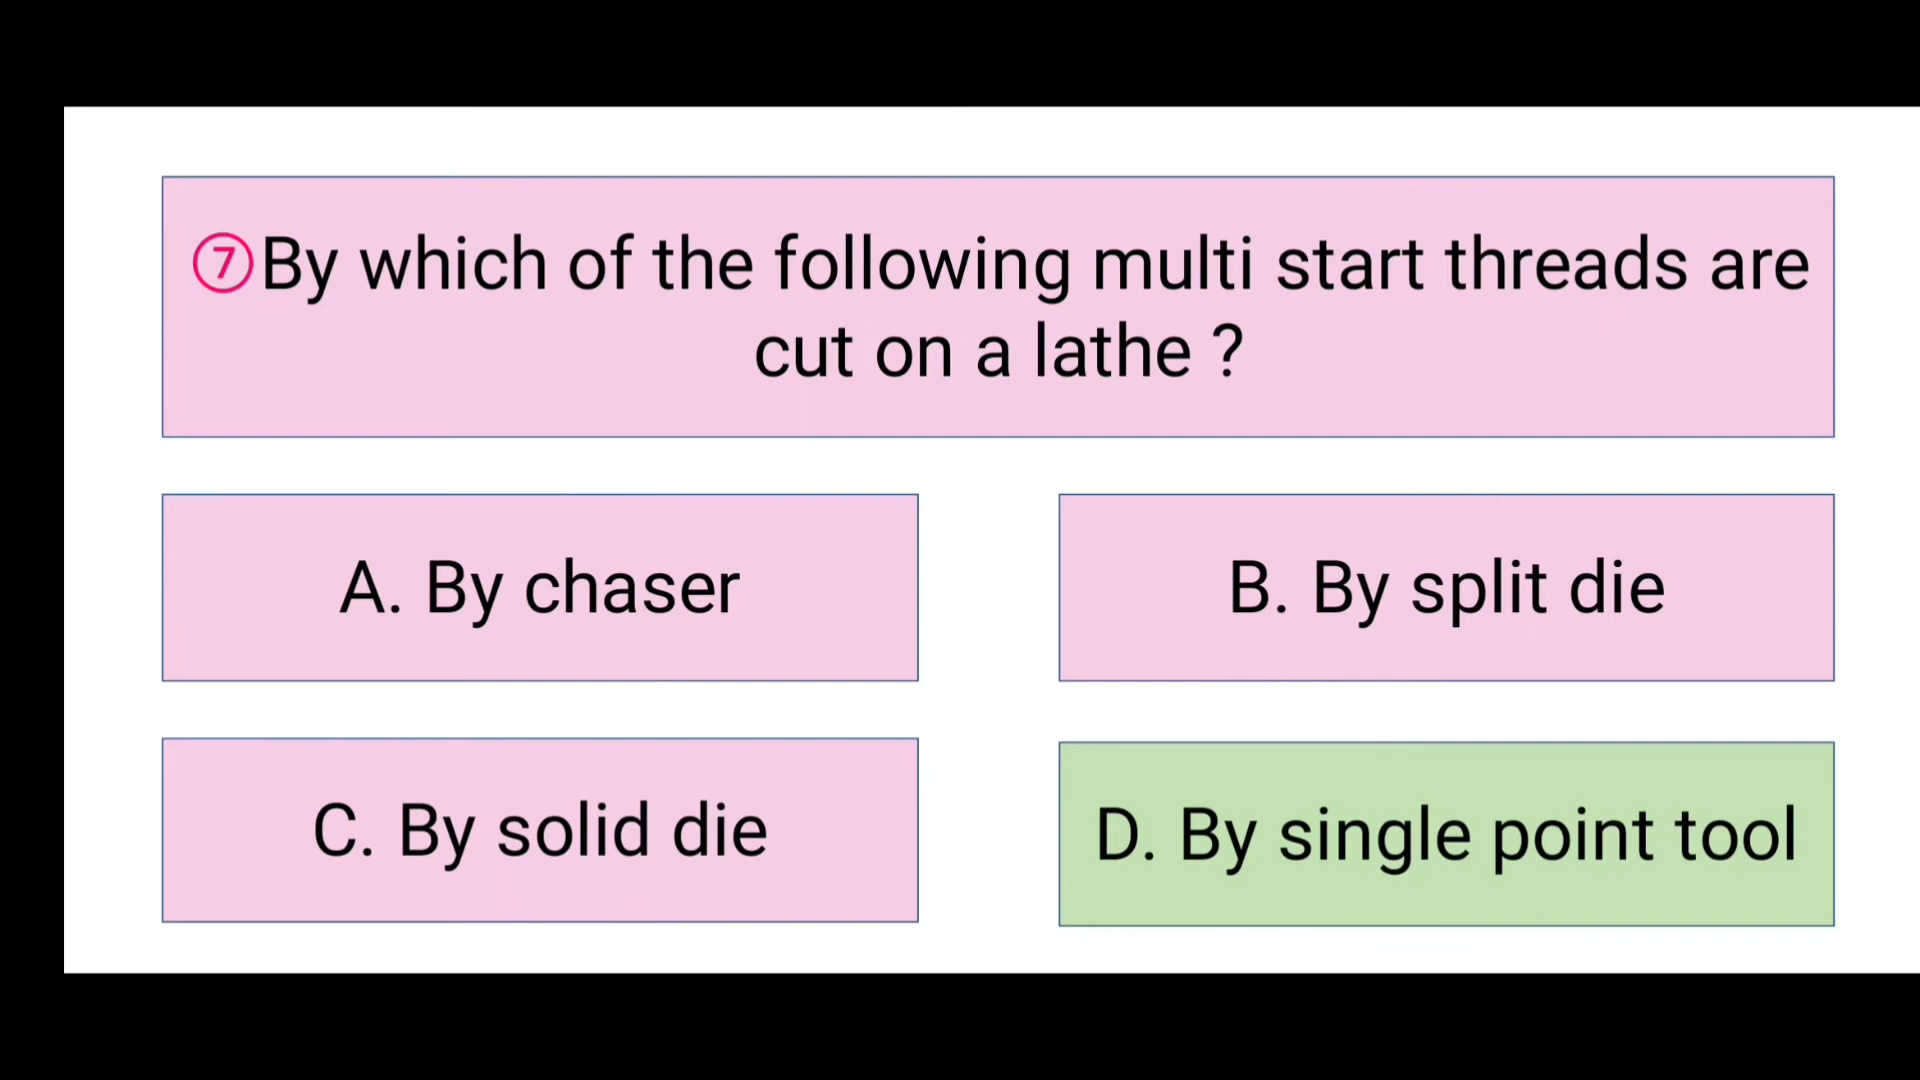 ⑦By which of the following multi start threads are
cut on a lathe ?
A. By chaser
B. By split die
C. By solid die
D. By single point tool